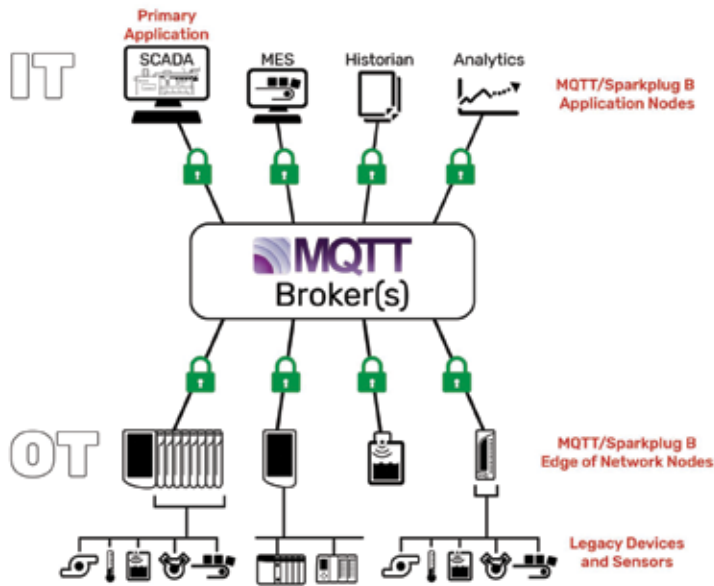 Primary
Application
IT
SCADA
MES
Historian
Analytics
MQTT/Sparkplug B
Application Nodes
MQTT
Broker(s)
OT
MQTT/Sparkplug B
Edge of Network Nodes
Legacy Devices
and Sensors